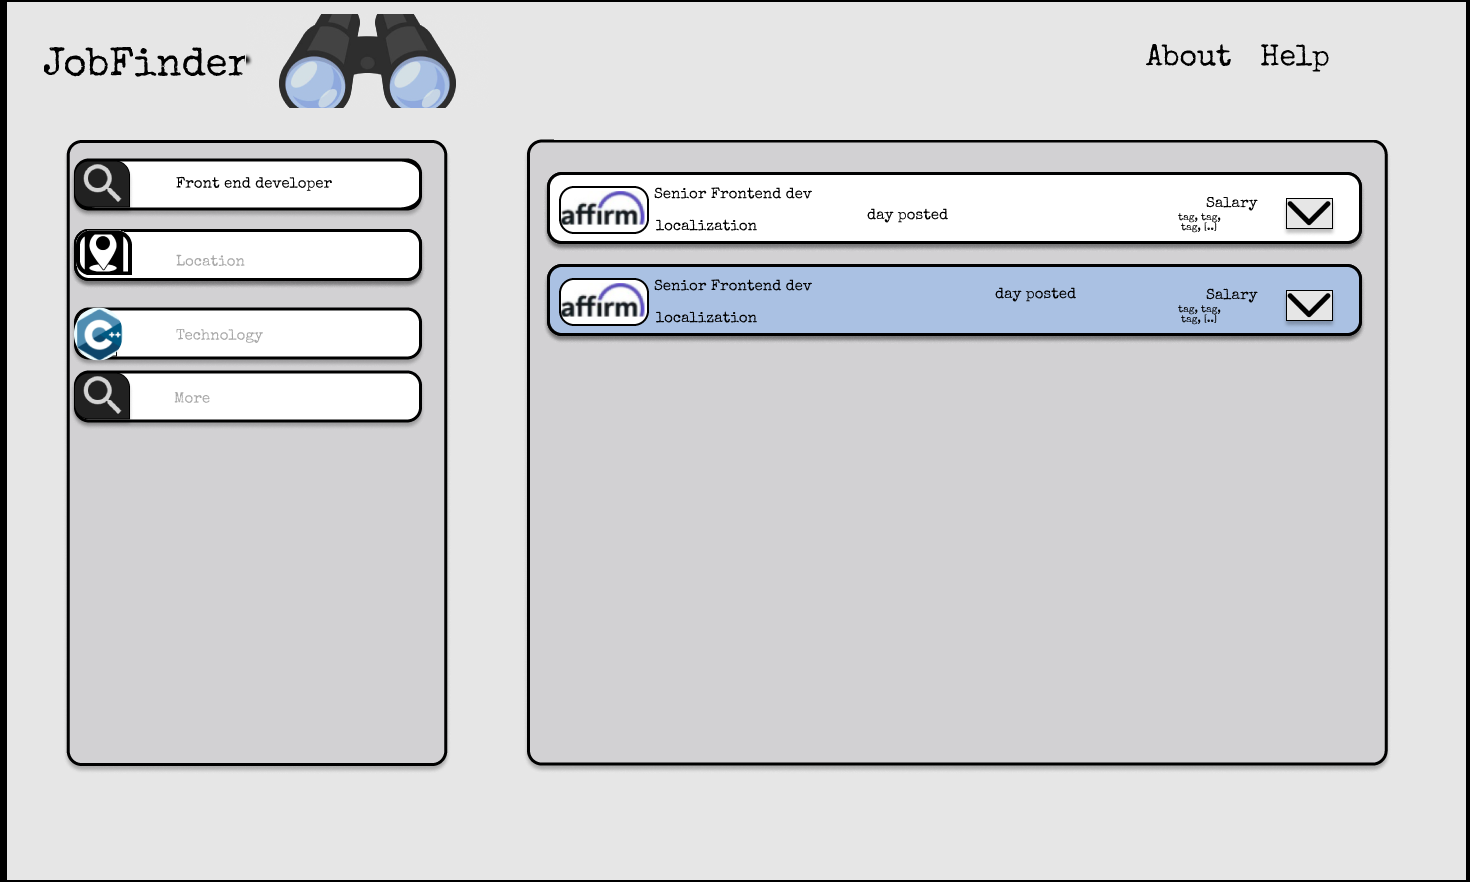 JobFinder
About Help
Front end developer
Location
C++
Technology
More
affirm
Senior Frontend dev
localization
day posted
Salary
tag, tag,
tag, [..]
affirm
Senior Frontend dev
localization
day posted
Salary
tag, tag,
tag, [..]